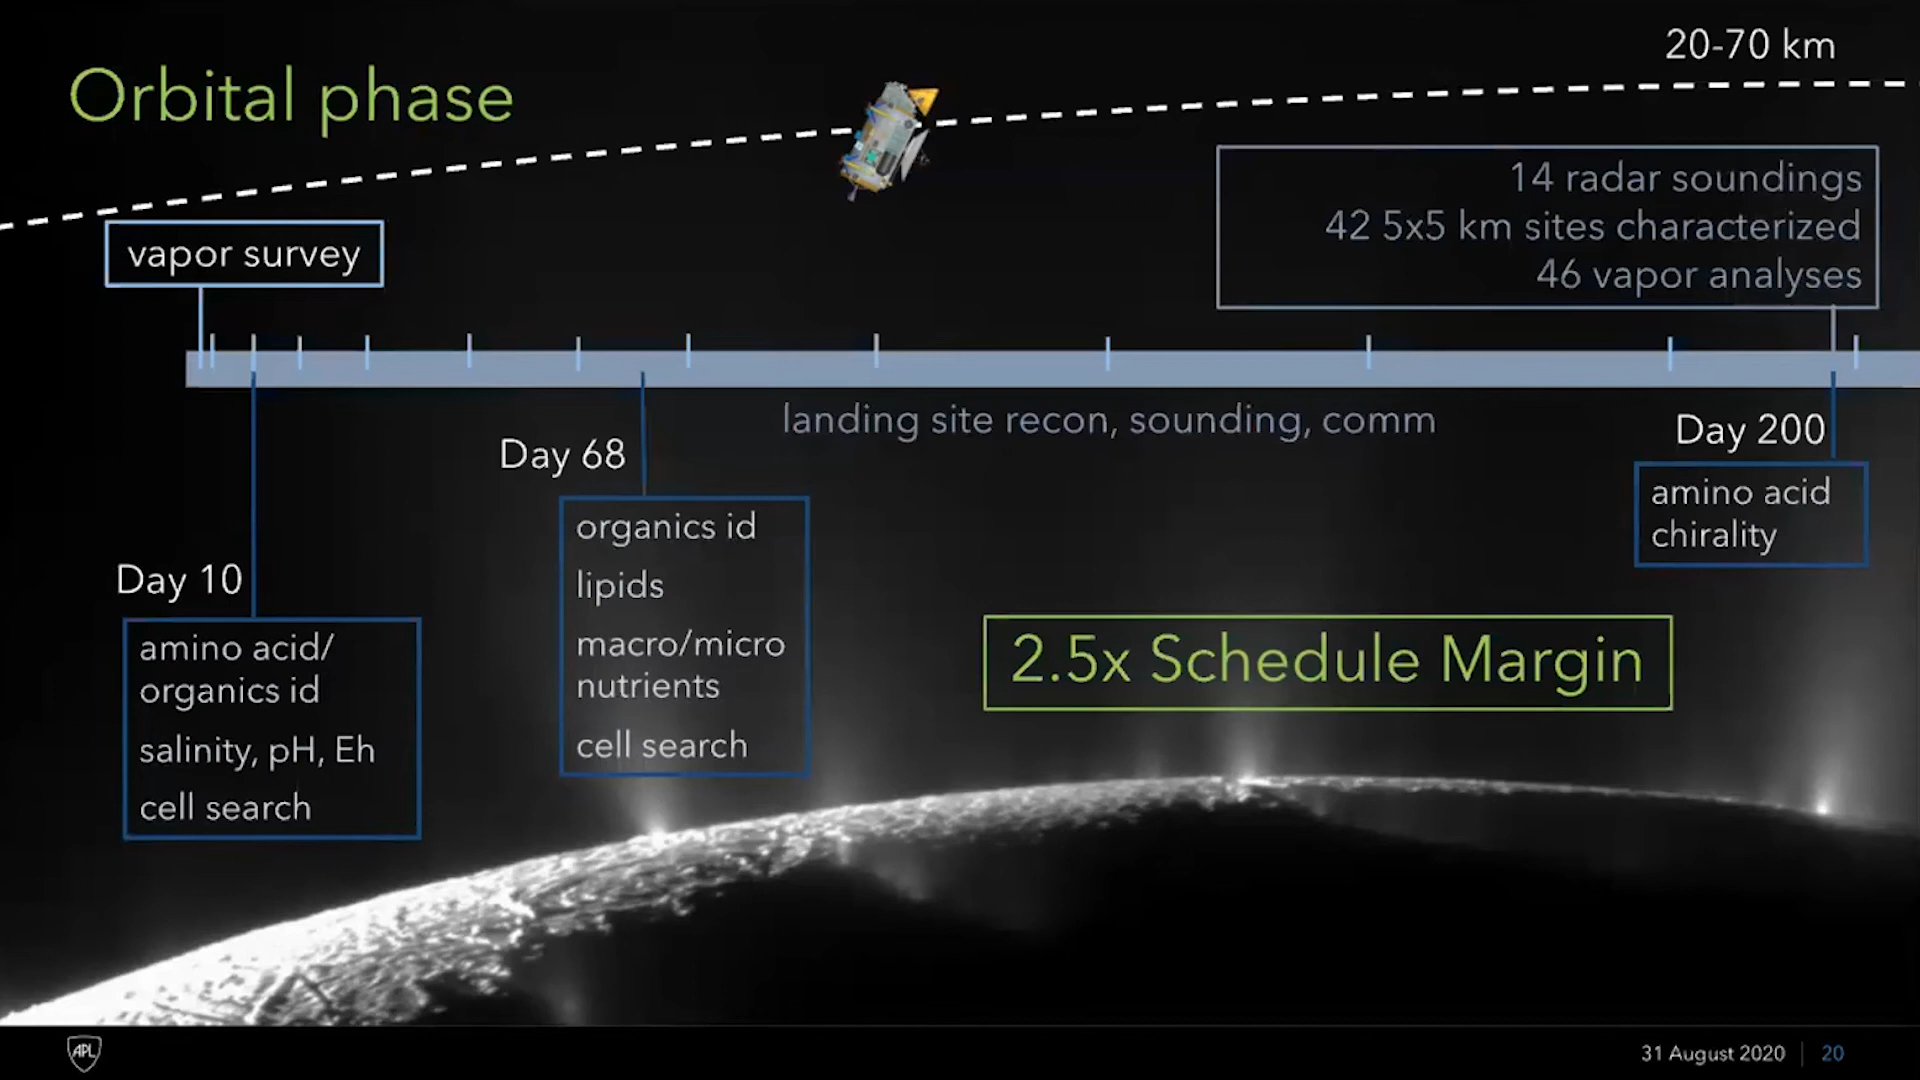 Orbital phase
20-70 km
vapor survey
14 radar soundings
42 5x5 km sites characterized
46 vapor analyses
landing site recon, sounding, comm
Day 10
amino acid/
organics id
salinity, pH, Eh
cell search
Day 68
organics id
lipids
macro/micro
nutrients
cell search
Day 200
amino acid
chirality
2.5x Schedule Margin
APL
31 August 2020
20